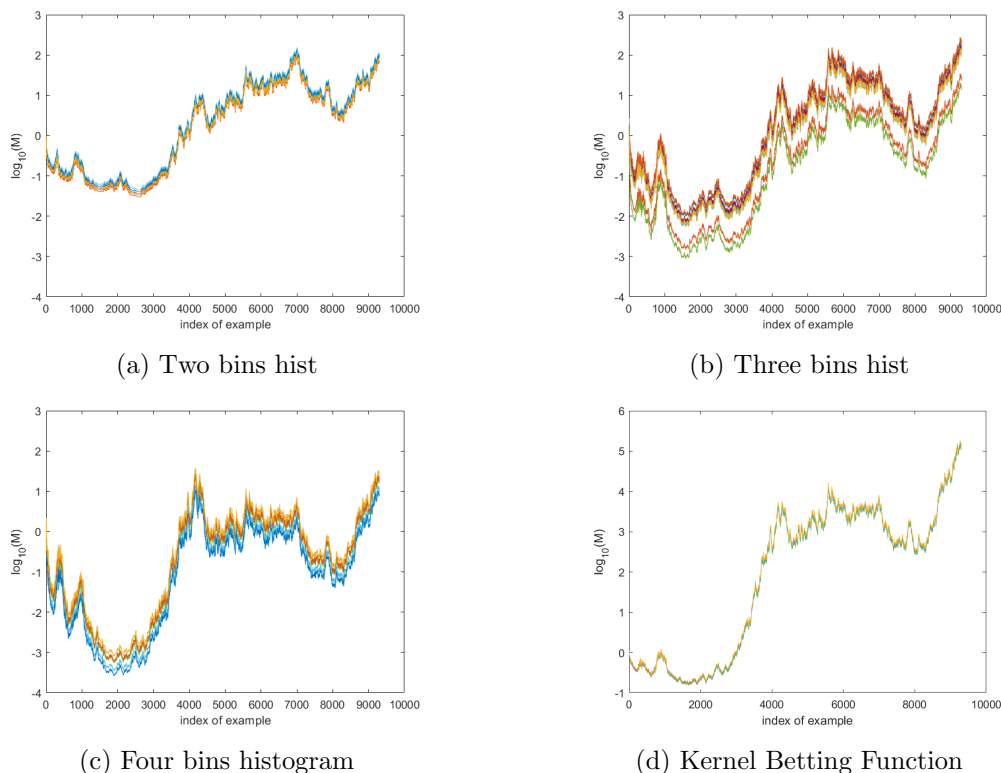 3
2
1
0
-1
-2
-3
-4
log10(M)
0 1000 2000 3000 4000 5000 6000 7000 8000 9000 10000
index of example
(a) Two bins hist
3
2
1
0
-1
-2
-3
-4
log10(M)
0 1000 2000 3000 4000 5000 6000 7000 8000 9000 10000
index of example
(b) Three bins hist
3
2
1
0
-1
-2
-3
-4
log10(M)
0 1000 2000 3000 4000 5000 6000 7000 8000 9000 10000
index of example
(c) Four bins histogram
6
5
4
3
2
1
0
-1
log10(M)
0 2000 4000 6000 8000 10000
index of example
(d) Kernel Betting Function